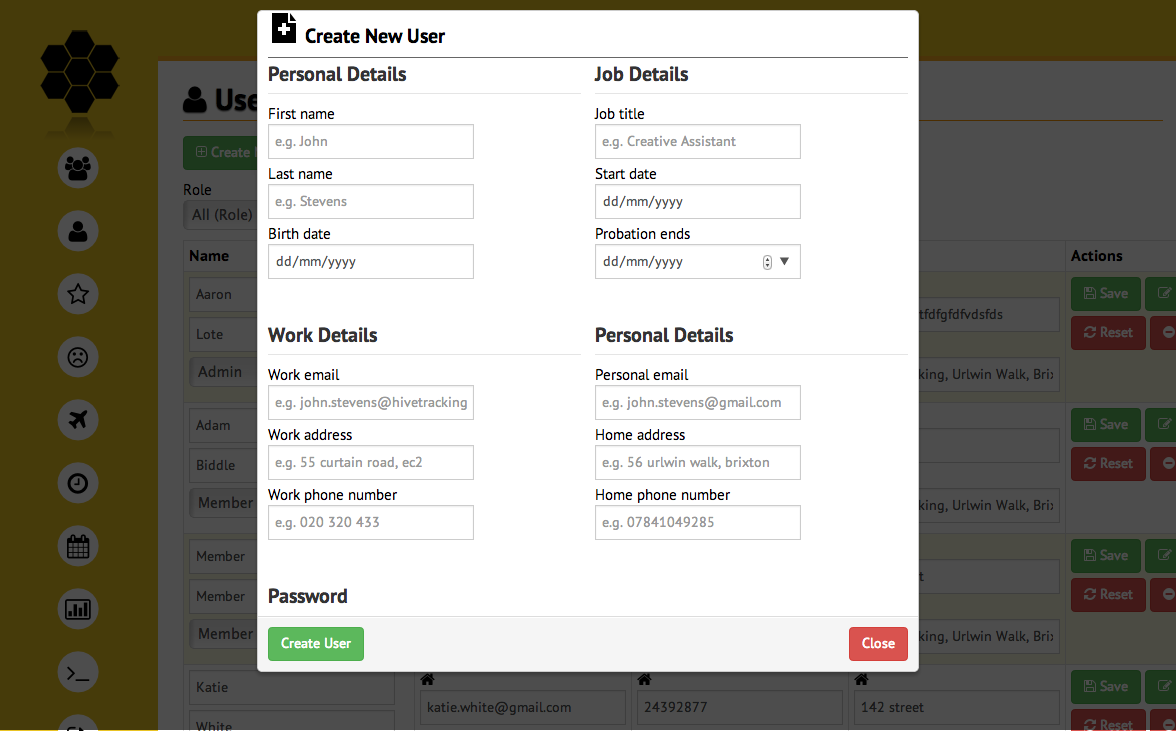 Create New User
Personal Details
Job Details
First name
e.g. John
Job title
e.g. Creative Assistant
Last name
e.g. Stevens
Start date
dd/mm/yyyy
Birth date
dd/mm/yyyy
Probation ends
dd/mm/yyyy
Work Details
Personal Details
Work email
e.g. john.stevens@hivetracking
Personal email
e.g. john.stevens@gmail.com
Work address
e.g. 55 curtain road, ec2
Home address
e.g. 56 urlwin walk, brixton
Work phone number
e.g. 020 320 433
Home phone number
e.g. 07841049285
Password
Create User
Close
Use
Create
Role
All (Role)
Name
Actions
Aaron
Lote
Admin
tfdfgfdfvdsfds
king, Urlwin Walk, Bri
Save
Reset
Adam
Biddle
Member
king, Urlwin Walk, Bri
Save
Reset
Member
Member
Member
t
king, Urlwin Walk, Bri
Save
Reset
Katie
White
katie.white@gmail.com
24392877
142 street
Save
Reset